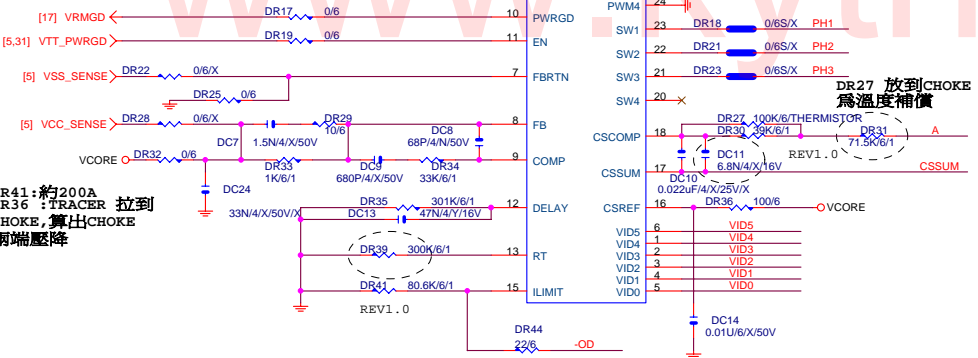 PWM4 24
[17] VRMGD DR17 0/6 10 PWRGD
SW1 23 DR18 0/6S/X PH1
[5,31] VTT_PWRGD DR19 0/6 11 EN
SW2 22 DR21 0/6S/X PH2
[5] VSS_SENSE DR22 0/6/X 7 FBRTN
SW3 21 DR23 0/6S/X PH3
DR25 0/6
SW4 20
DR27 放到CHOKE
爲溫度補償
[5] VCC_SENSE DR28 0/6/X
DC7 1.5N/4/X/50V
DR29
10/6
DC8
68P/4/N/50V
8 FB
CSCOMP 18
DR27 100K/6/THERMISTOR
DR30 39K/6/1
DR31
71.5K/6/1
A
REV1.0
VCORE DR32 0/6
DR33
1K/6/1
DC9
680P/4/X/50V
DR34
33K/6/1
9 COMP
CSSUM 17
DC11
6.8N/4/X/16V
CSSUM
DC10
0.022uF/4/X/25V/X
DC24
33N/4/X/50V/X
R41:約200A
R36 :TRACER 拉到
HOKE,算出CHOKE
兩端壓降
DR35 301K/6/1
DC13 47N/4/Y/16V
12 DELAY
CSREF 16 DR36 100/6 VCORE
VID5 6 VID5
VID4 1 VID4
VID3 2 VID3
VID2 3 VID2
VID1 4 VID1
VID0 5 VID0
DR39 300K/6/1 13 RT
DR41 80.6K/6/1 15 ILIMIT
REV1.0
DC14
0.01U/6/X/50V
DR44
22/6 -OD
www.kyth